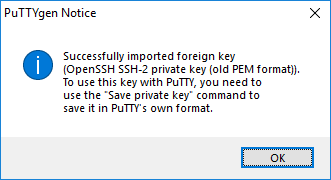 PuTTYgen Notice
Successfully imported foreign key
(OpenSSH SSH-2 private key (old PEM format)).
To use this key with PuTTY, you need to
use the "Save private key" command to
save it in PuTTY's own format.
OK